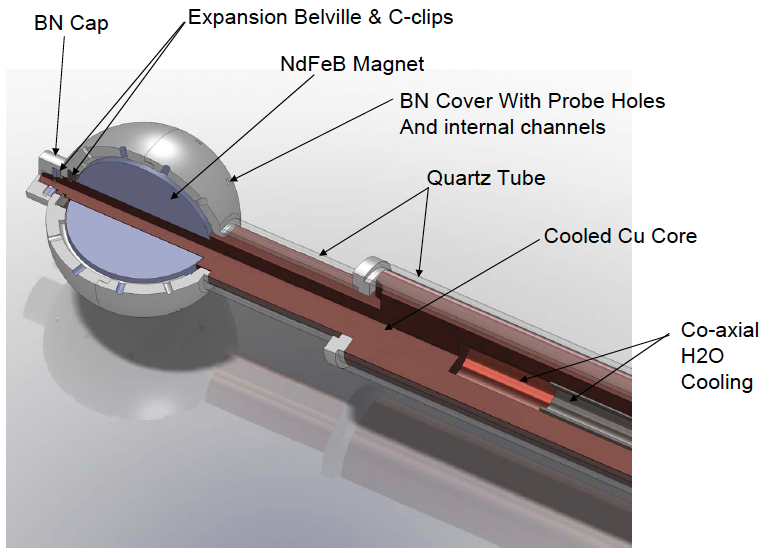 BN Cap
Expansion Belville & C-clips
NdFeB Magnet
BN Cover With Probe Holes
And internal channels
Quartz Tube
Cooled Cu Core
Co-axial
H2O
Cooling